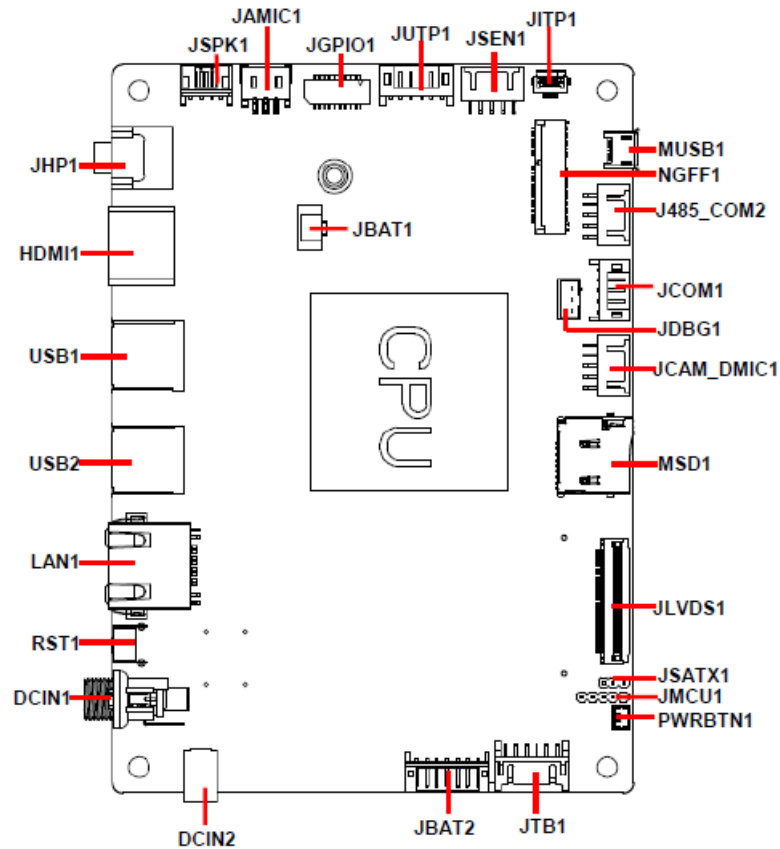 JAMIC1
JSPK1
JGPIO1
JUTP1
JSEN1
JITP1
JHP1
MUSB1
NGFF1
J485_COM2
HDMI1
JBAT1
JCOM1
JDBG1
USB1
JCAM_DMIC1
CPU
USB2
MSD1
LAN1
JLVDS1
RST1
JSATX1
DCIN1
JMCU1
PWRBTN1
DCIN2
JBAT2
JTB1